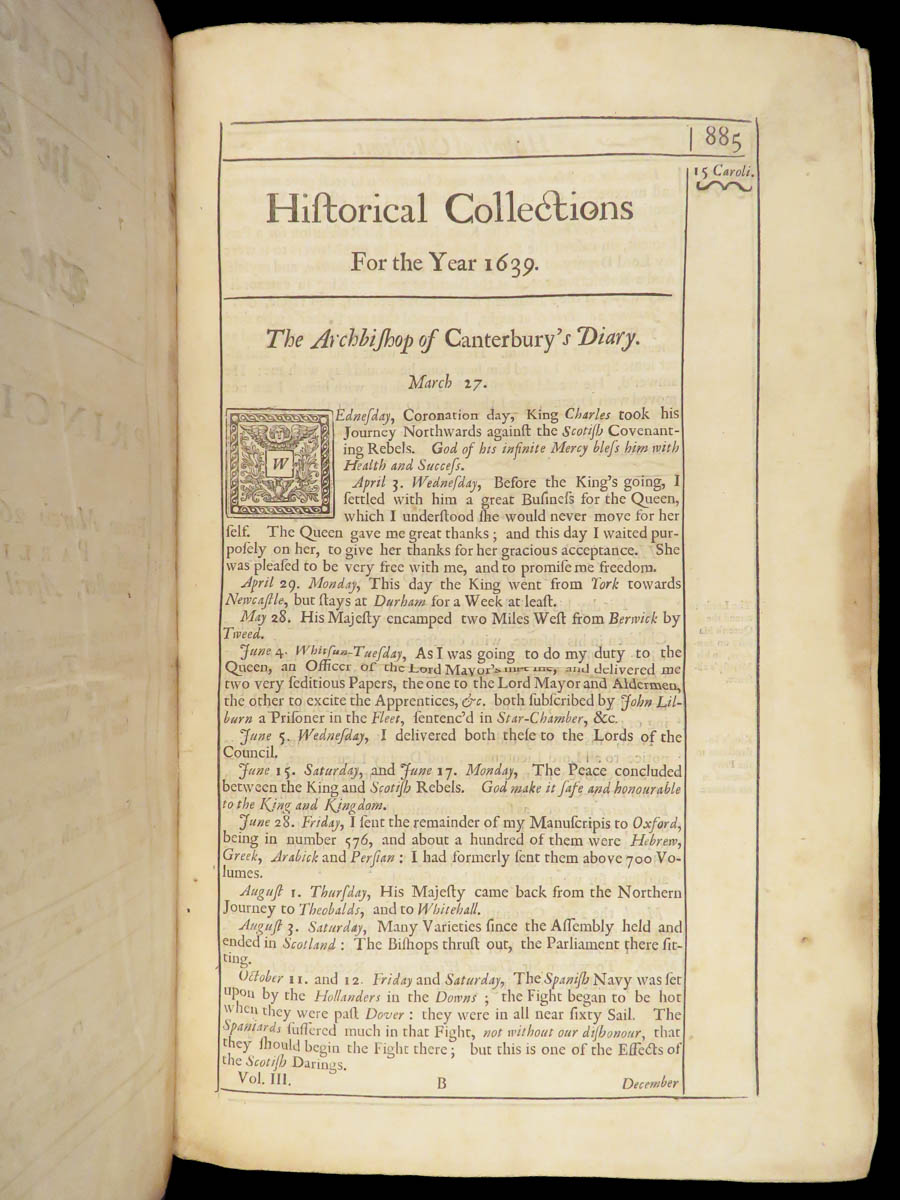 885
15 Caroli.
Hiſtorical Collections
For the Year 1639.
The Archbiſhop of Canterbury's Diary.
March 27.
WEdneſday, Coronation day, King Charles took his
Journey Northwards againſt the Scotiſh Covenant-
ing Rebels. God of his infinite Mercy bleſs him with
Health and Succeſs.
April 3. Wedneſday, Before the King's going, I
ſettled with him a great Buſineſs for the Queen,
which I underſtood ſhe would never move for her
ſelf. The Queen gave me great thanks; and this day I waited pur-
poſely on her, to give her thanks for her gracious acceptance. She
was pleaſed to be very free with me, and to promiſe me freedom.
April 29. Monday, This day the King went from York towards
Newcaſtle, but ſtays at Durham for a Week at leaſt.
May 28. His Majeſty encamped two Miles Weſt from Berwick by
Tweed.
June 4. Whitſun-Tueſday, As I was going to do my duty to the
Queen, an Officer of the Lord Mayor's met me, and delivered me
two very ſeditious Papers, the one to the Lord Mayor and Aldermen,
the other to excite the Apprentices, &c. both ſubſcribed by John Lil-
burn a Priſoner in the Fleet, ſentenc'd in Star-Chamber, &c.
June 5. Wedneſday, I delivered both theſe to the Lords of the
Council.
June 15. Saturday, and June 17. Monday, The Peace concluded
between the King and Scotiſh Rebels. God make it ſafe and honourable
to the King and Kingdom.
June 28. Friday, I ſent the remainder of my Manuſcripis to Oxford,
being in number 576, and about a hundred of them were Hebrew,
Greek, Arabick and Perſian: I had formerly ſent them above 700 Vo-
lumes.
Auguſt 1. Thurſday, His Majeſty came back from the Northern
Journey to Theobalds, and to Whitehall.
Auguſt 3. Saturday, Many Varieties ſince the Aſſembly held and
ended in Scotland: The Biſhops thruſt out, the Parliament there ſit-
ting.
October 11. and 12. Friday and Saturday, The Spaniſh Navy was ſet
upon by the Hollanders in the Downs; the Fight began to be hot
when they were paſt Dover: they were in all near ſixty Sail. The
Spaniards ſuffered much in that Fight, not without our diſhonour, that
they ſhould begin the Fight there; but this is one of the Effects of
the Scotiſh Darings.
Vol. III. B December